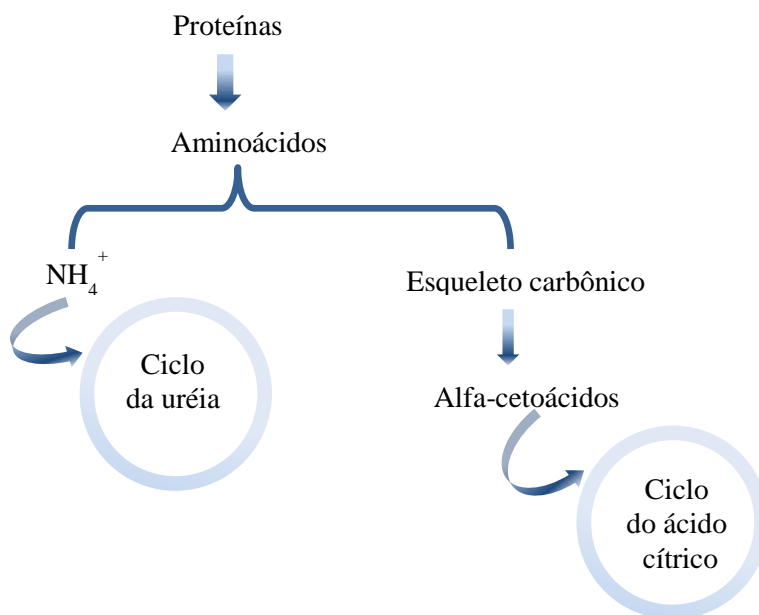 Proteínas
Aminoácidos
NH₄⁺
Esqueleto carbônico
Ciclo
da uréia
Alfa-cetoácidos
Ciclo
do ácido
cítrico